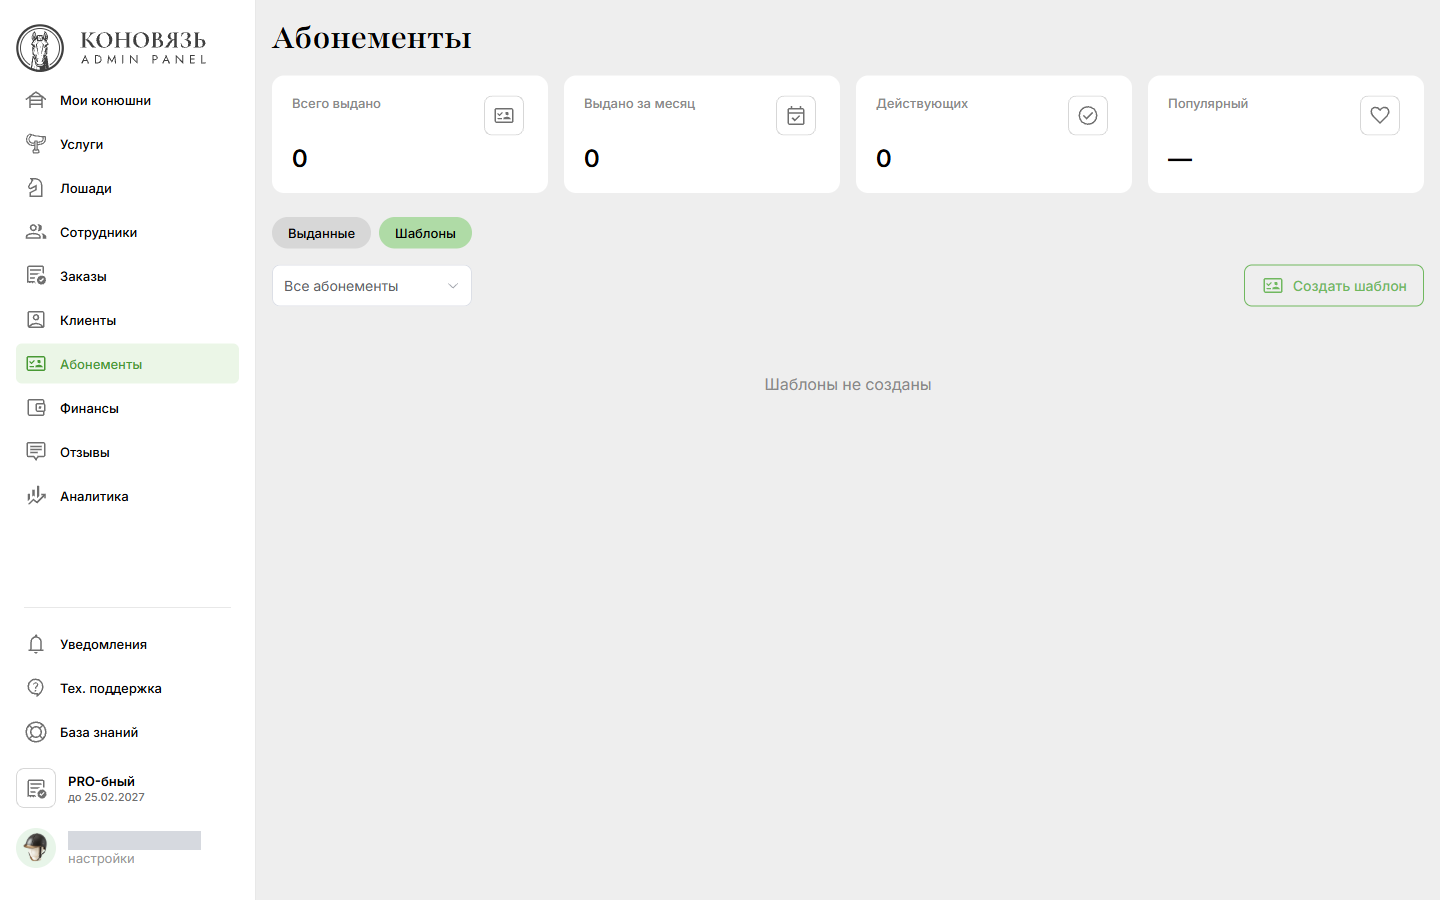 КОНОВЯЗЬ
ADMIN PANEL
Мои конюшни
Услуги
Лошади
Сотрудники
Заказы
Клиенты
Абонементы
Финансы
Отзывы
Аналитика
Уведомления
Тех. поддержка
База знаний
PRO-бный
до 25.02.2027
настройки
Абонементы
Всего выдано
0
Выдано за месяц
0
Действующих
0
Популярный
—
Выданные
Шаблоны
Все абонементы
Создать шаблон
Шаблоны не созданы